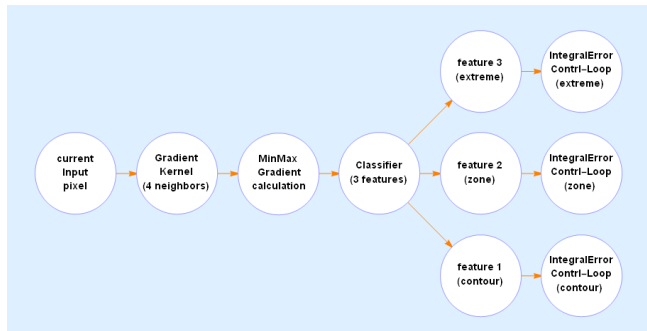 current
Input
pixel
Gradient
Kernel
(4 neighbors)
MinMax
Gradient
calculation
Classifier
(3 features)
feature 3
(extreme)
IntegralError
Contrl-Loop
(extreme)
feature 2
(zone)
IntegralError
Contrl-Loop
(zone)
feature 1
(contour)
IntegralError
Contrl-Loop
(contour)